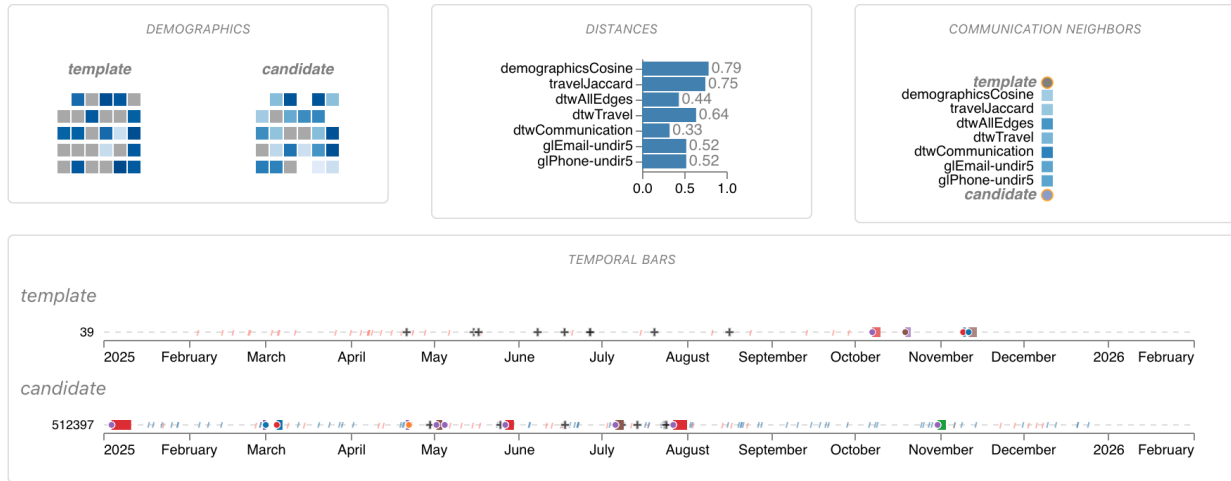 DEMOGRAPHICS
template candidate
DISTANCES
demographicsCosine 0.79
travelJaccard 0.75
dtwAllEdges 0.44
dtwTravel 0.64
dtwCommunication 0.33
glEmail-undir5 0.52
glPhone-undir5 0.52
0.0 0.5 1.0
COMMUNICATION NEIGHBORS
template
demographicsCosine
travelJaccard
dtwAllEdges
dtwTravel
dtwCommunication
glEmail-undir5
glPhone-undir5
candidate
TEMPORAL BARS
template
39
2025 February March April May June July August September October November December 2026 February
candidate
512397
2025 February March April May June July August September October November December 2026 February